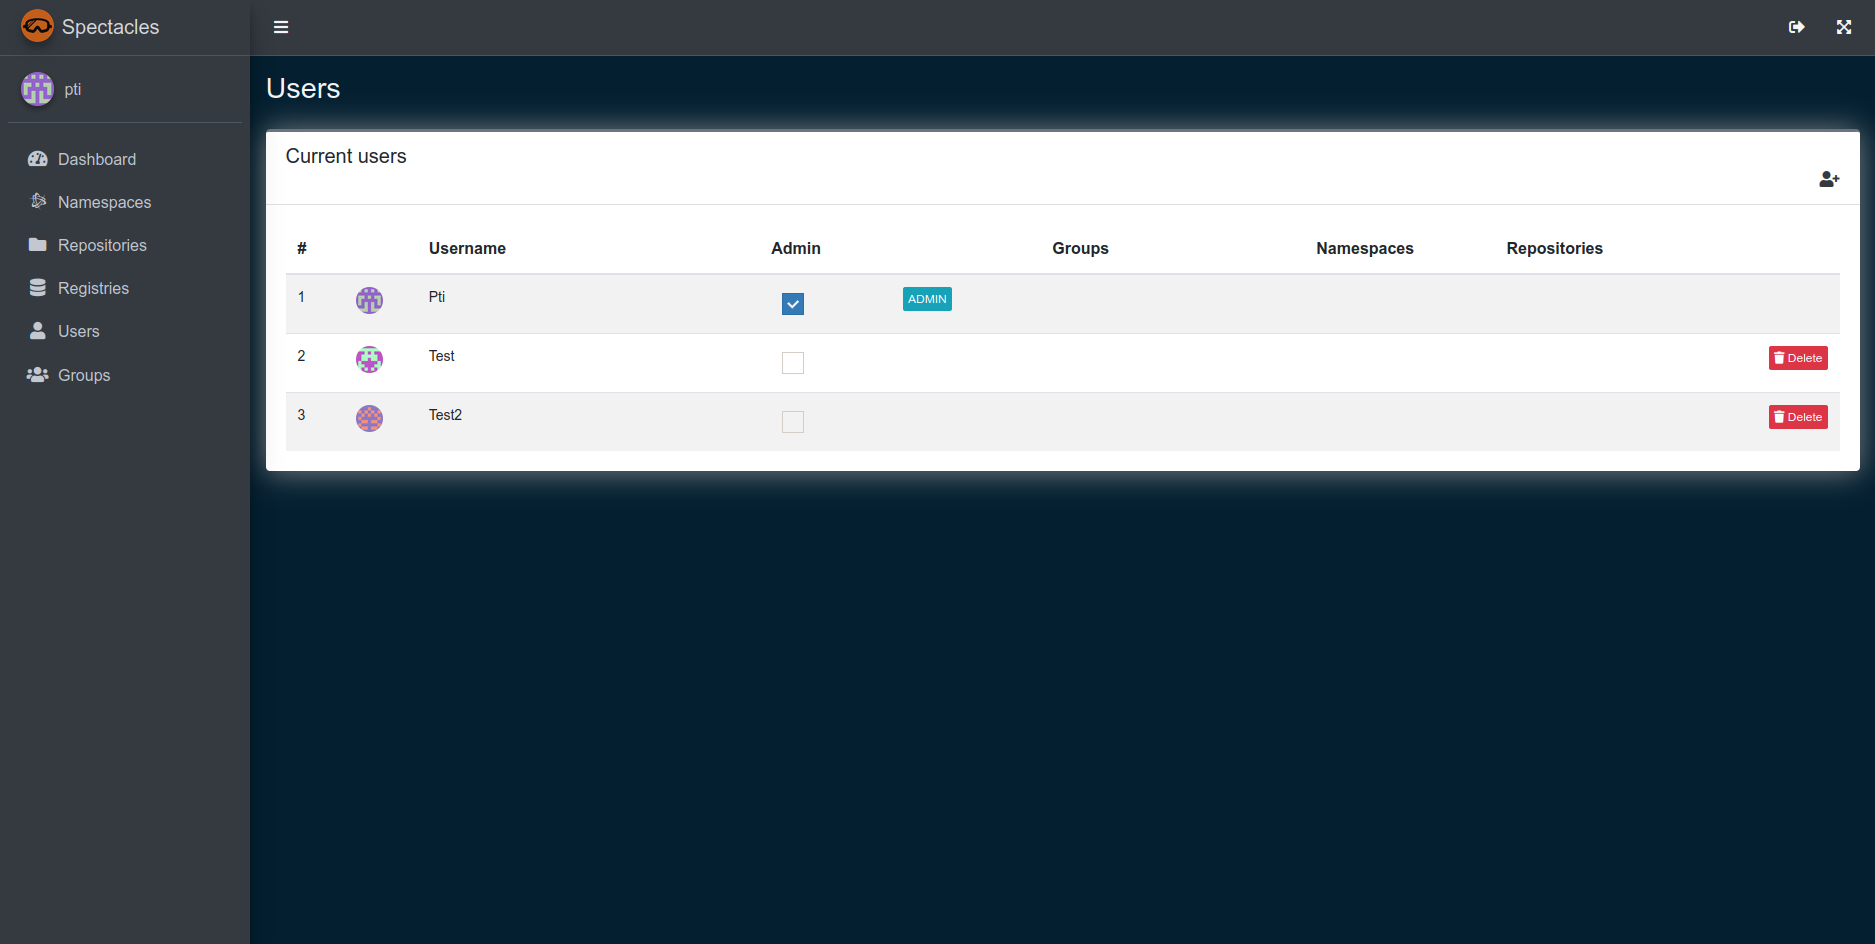 Spectacles
pti
Dashboard
Namespaces
Repositories
Registries
Users
Groups
Users
Current users
# Username Admin Groups Namespaces Repositories
1 Pti ADMIN
2 Test Delete
3 Test2 Delete